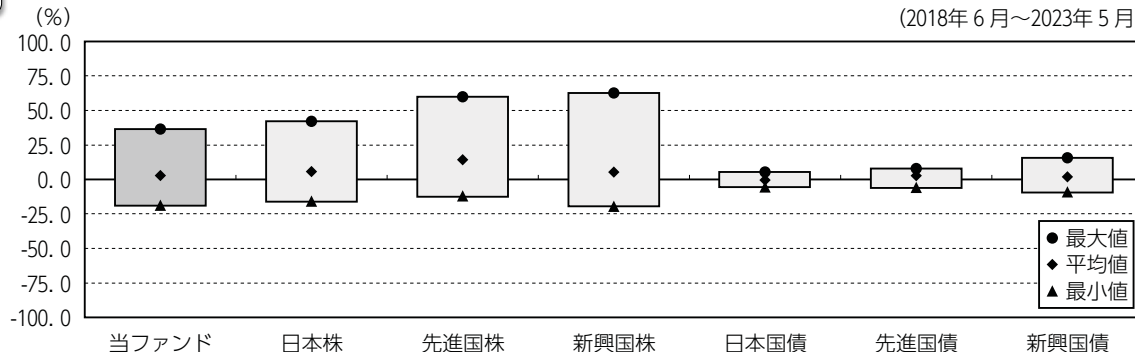 (%)
(2018年6月～2023年5月
100.0
75.0
50.0
25.0
0.0
-25.0
-50.0
-75.0
-100.0
● 最大値
◆ 平均値
▲ 最小値
当ファンド 日本株 先進国株 新興国株 日本国債 先進国債 新興国債